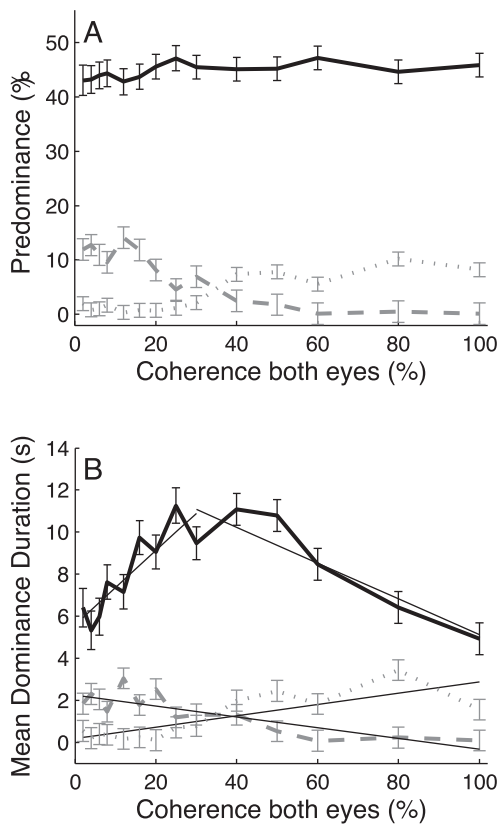 A
Predominance (%
50
40
30
20
10
0
0 20 40 60 80 100
Coherence both eyes (%)
B
Mean Dominance Duration (s)
14
12
10
8
6
4
2
0
0 20 40 60 80 100
Coherence both eyes (%)